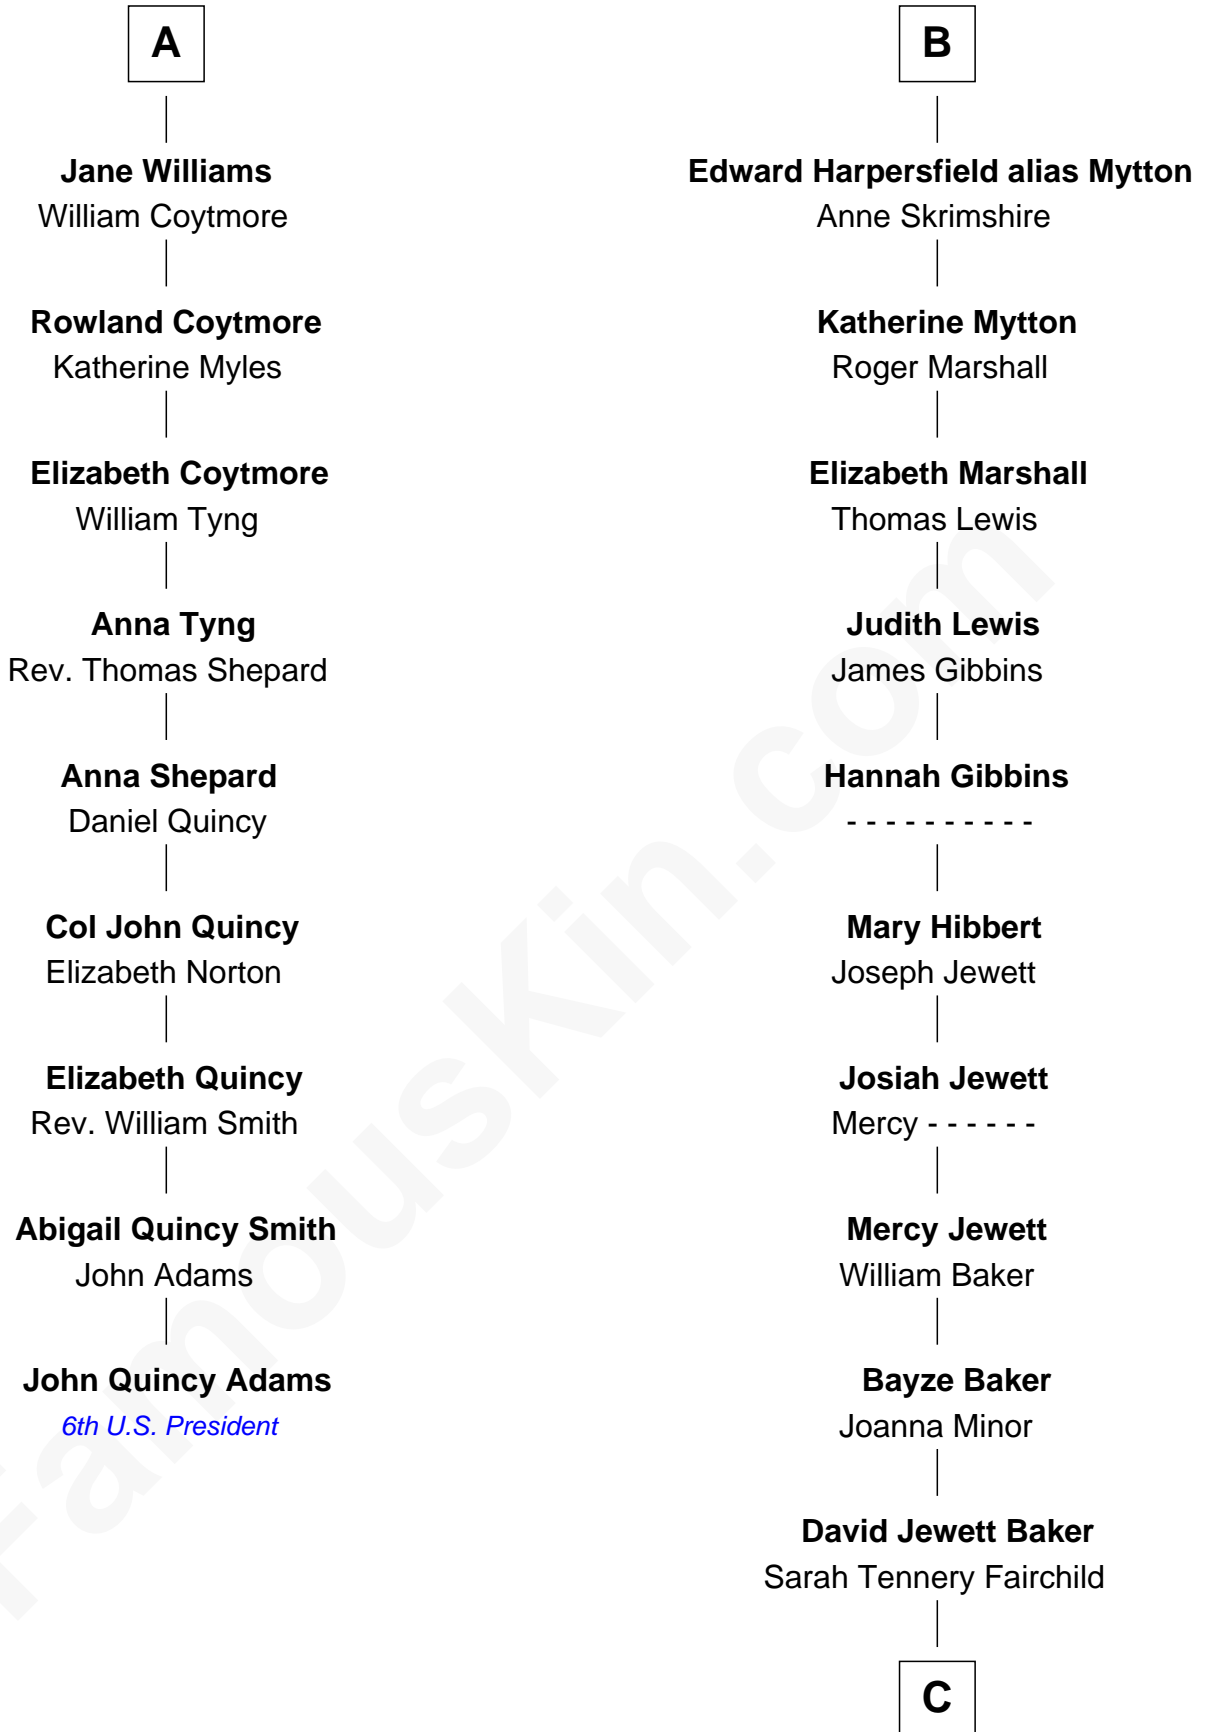 A
Jane Williams
William Coytmore
Rowland Coytmore
Katherine Myles
Elizabeth Coytmore
William Tyng
Anna Tyng
Rev. Thomas Shepard
Anna Shepard
Daniel Quincy
Col John Quincy
Elizabeth Norton
Elizabeth Quincy
Rev. William Smith
Abigail Quincy Smith
John Adams
John Quincy Adams
6th U.S. President
B
Edward Harpersfield alias Mytton
Anne Skrimshire
Katherine Mytton
Roger Marshall
Elizabeth Marshall
Thomas Lewis
Judith Lewis
James Gibbins
Hannah Gibbins
- - - - - - - - - -
Mary Hibbert
Joseph Jewett
Josiah Jewett
Mercy - - - - - -
Mercy Jewett
William Baker
Bayze Baker
Joanna Minor
David Jewett Baker
Sarah Tennery Fairchild
C
FamousKin.com